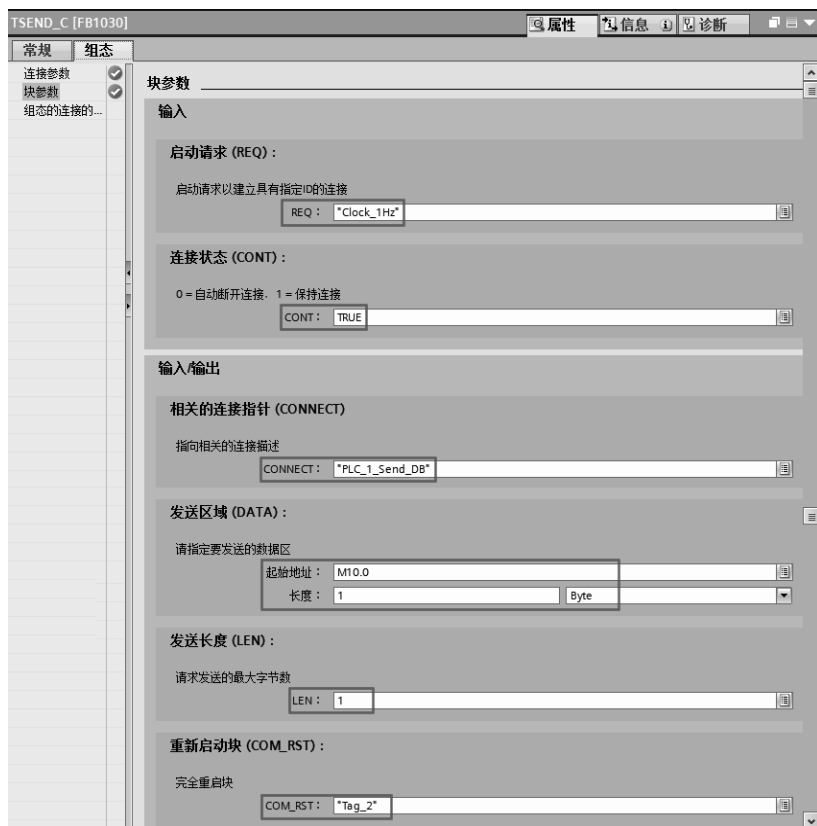 TSEND_C [FB1030]
属性 信息 诊断
常规 组态
连接参数
块参数
组态的连接的...
块参数
输入
启动请求 (REQ)：
启动请求以建立具有指定ID的连接
REQ： "Clock_1Hz"
连接状态 (CONT)：
0 = 自动断开连接．1 = 保持连接
CONT： TRUE
输入/输出
相关的连接指针 (CONNECT)
指向相关的连接描述
CONNECT： "PLC_1_Send_DB"
发送区域 (DATA)：
请指定要发送的数据区
起始地址： M10.0
长度： 1 Byte
发送长度 (LEN)：
请求发送的最大字节数
LEN： 1
重新启动块 (COM_RST)：
完全重启块
COM_RST： "Tag_2"